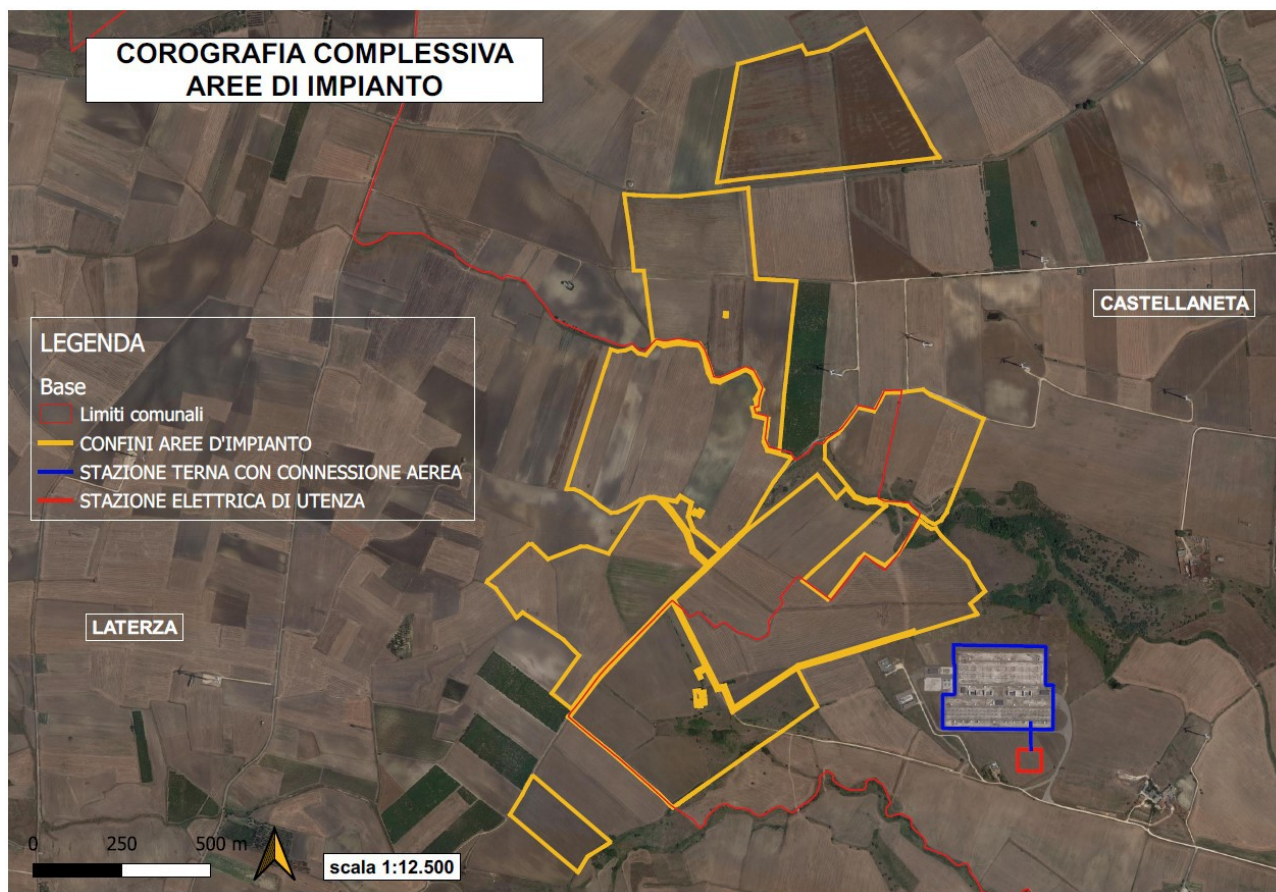 COROGRAFIA COMPLESSIVA
AREE DI IMPIANTO
CASTELLANETA
LEGENDA
Base
Limiti comunali
CONFINI AREE D'IMPIANTO
STAZIONE TERNA CON CONNESSIONE AEREA
STAZIONE ELETTRICA DI UTENZA
LATERZA
0 250 500 m
scala 1:12.500